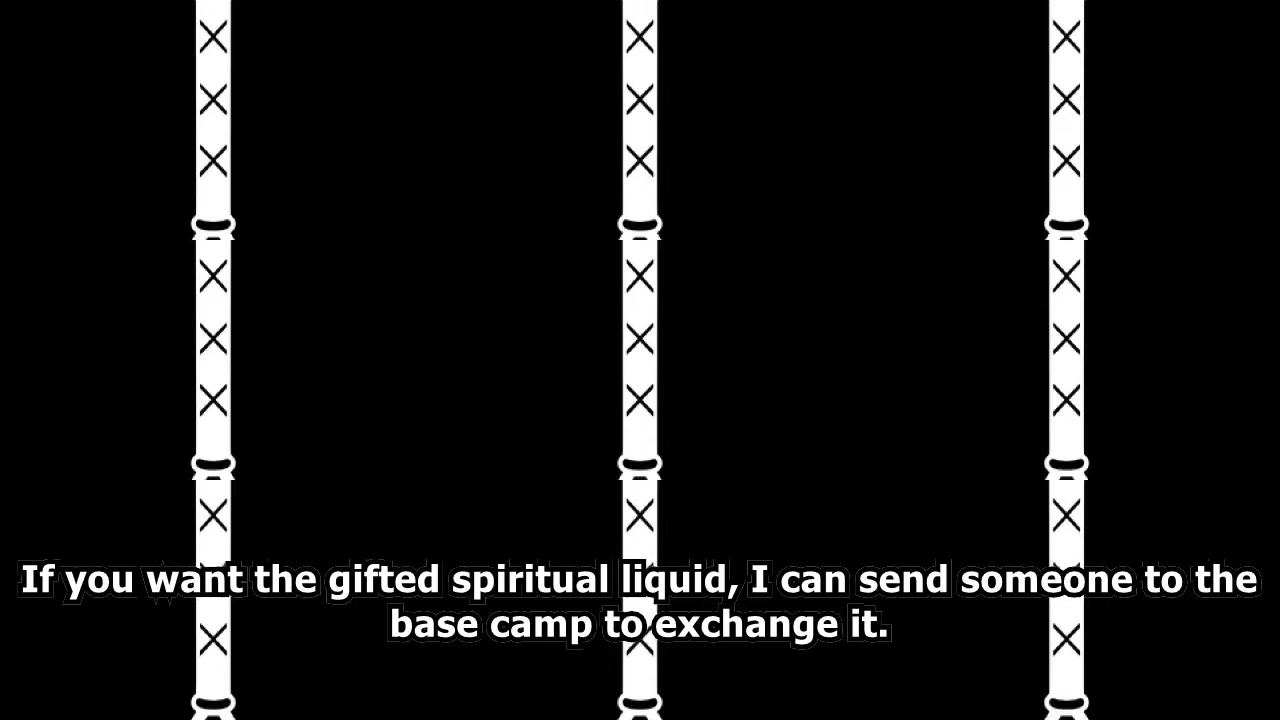 If you want the gifted spiritual liquid, I can send someone to the
base camp to exchange it.